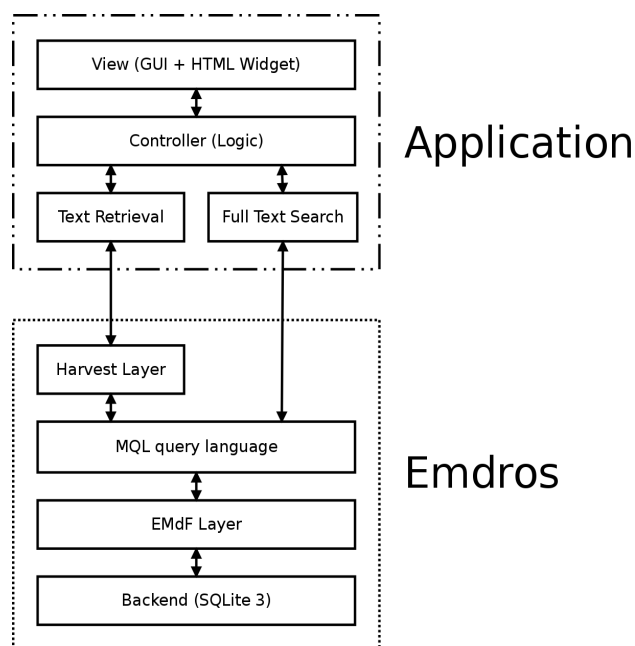 View (GUI + HTML Widget)
Controller (Logic)
Application
Text Retrieval
Full Text Search
Harvest Layer
MQL query language
Emdros
EMdF Layer
Backend (SQLite 3)